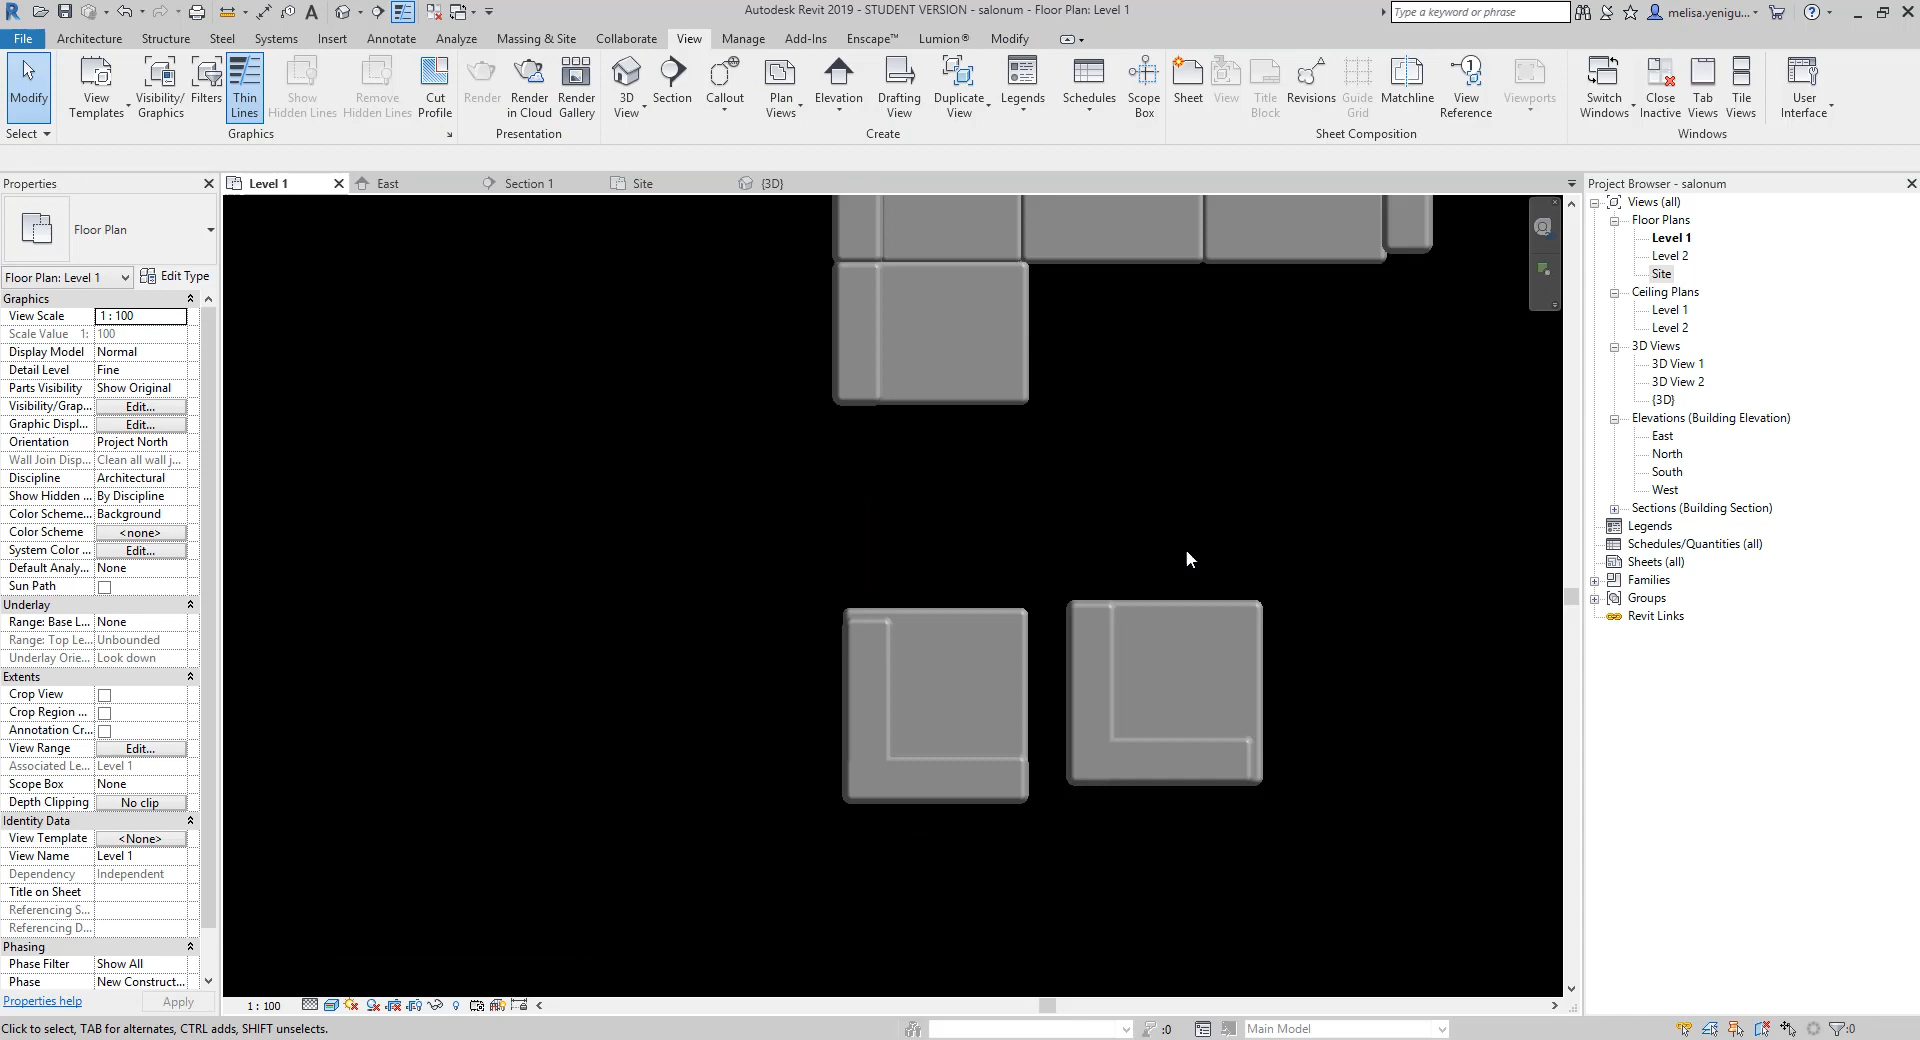 Autodesk Revit 2019 - STUDENT VERSION - salonum - Floor Plan: Level 1
Type a keyword or phrase
melisa.yenigu...
File Architecture Structure Steel Systems Insert Annotate Analyze Massing & Site Collaborate View Manage Add-Ins Enscape™ Lumion® Modify
Modify
View Templates
Visibility/ Graphics
Filters
Thin Lines
Show Hidden Lines
Remove Hidden Lines
Cut Profile
Render
Render in Cloud
Render Gallery
3D View
Section
Callout
Plan Views
Elevation
Drafting View
Duplicate View
Legends
Schedules
Scope Box
Sheet
View
Title Block
Revisions
Guide Grid
Matchline
View Reference
Viewports
Switch Windows
Close Inactive
Tab Views
Tile Views
User Interface
Select
Graphics
Presentation
Create
Sheet Composition
Windows
Properties
Level 1
East
Section 1
Site
{3D}
Project Browser - salonum
Floor Plan
Floor Plan: Level 1
Edit Type
Graphics
View Scale 1 : 100
Scale Value 1: 100
Display Model Normal
Detail Level Fine
Parts Visibility Show Original
Visibility/Grap... Edit...
Graphic Displ... Edit...
Orientation Project North
Wall Join Disp... Clean all wall j...
Discipline Architectural
Show Hidden ... By Discipline
Color Scheme... Background
Color Scheme <none>
System Color ... Edit...
Default Analy... None
Sun Path
Underlay
Range: Base L... None
Range: Top Le... Unbounded
Underlay Orie... Look down
Extents
Crop View
Crop Region ...
Annotation Cr...
View Range Edit...
Associated Le... Level 1
Scope Box None
Depth Clipping No clip
Identity Data
View Template <None>
View Name Level 1
Dependency Independent
Title on Sheet
Referencing S...
Referencing D...
Phasing
Phase Filter Show All
Phase New Construct...
Properties help
Apply
Views (all)
Floor Plans
Level 1
Level 2
Site
Ceiling Plans
Level 1
Level 2
3D Views
3D View 1
3D View 2
{3D}
Elevations (Building Elevation)
East
North
South
West
Sections (Building Section)
Legends
Schedules/Quantities (all)
Sheets (all)
Families
Groups
Revit Links
1 : 100
Click to select, TAB for alternates, CTRL adds, SHIFT unselects.
:0
Main Model
:0